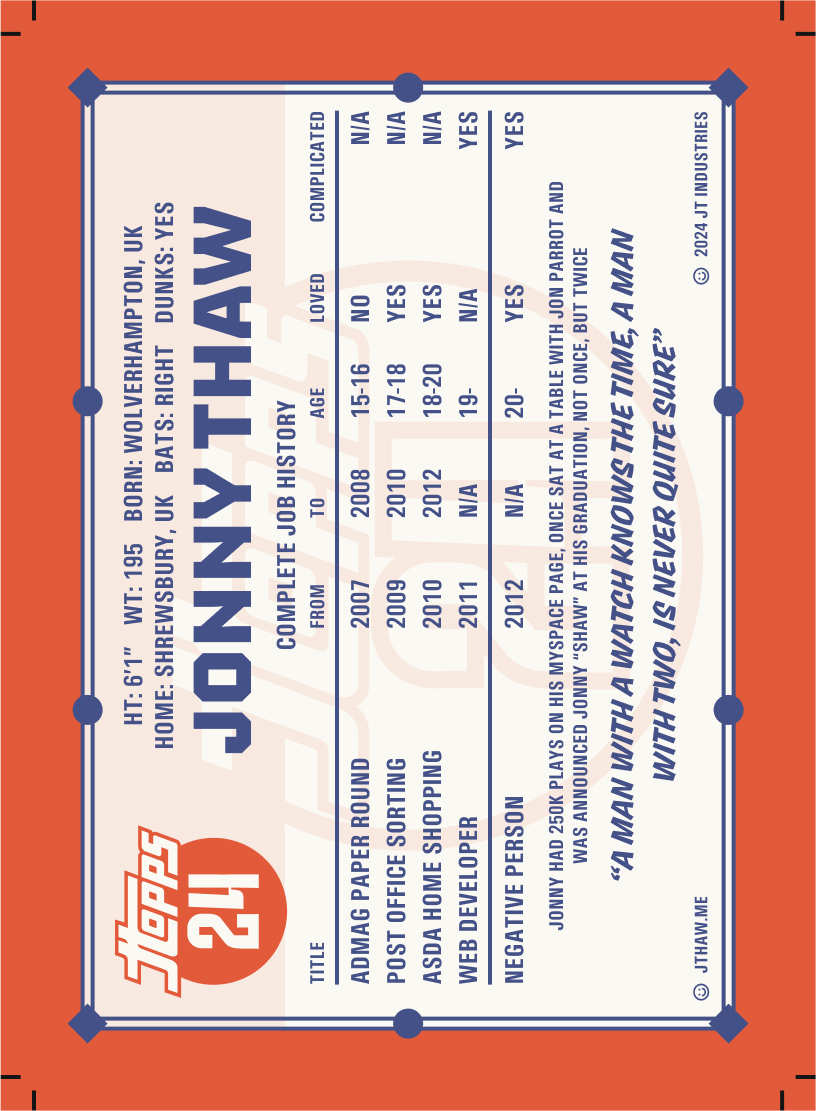 JTopps
24
HT: 6'1" WT: 195 BORN: WOLVERHAMPTON, UK
HOME: SHREWSBURY, UK BATS: RIGHT DUNKS: YES
JONNY THAW
COMPLETE JOB HISTORY
TITLE FROM TO AGE LOVED COMPLICATED
ADMAG PAPER ROUND 2007 2008 15-16 NO N/A
POST OFFICE SORTING 2009 2010 17-18 YES N/A
ASDA HOME SHOPPING 2010 2012 18-20 YES N/A
WEB DEVELOPER 2011 N/A 19- N/A YES
NEGATIVE PERSON 2012 N/A 20- YES YES
JONNY HAD 250K PLAYS ON HIS MYSPACE PAGE, ONCE SAT AT A TABLE WITH JON PARROT AND
WAS ANNOUNCED JONNY "SHAW" AT HIS GRADUATION, NOT ONCE, BUT TWICE
“A MAN WITH A WATCH KNOWS THE TIME, A MAN
WITH TWO, IS NEVER QUITE SURE”
JTHAW.ME 2024 JT INDUSTRIES